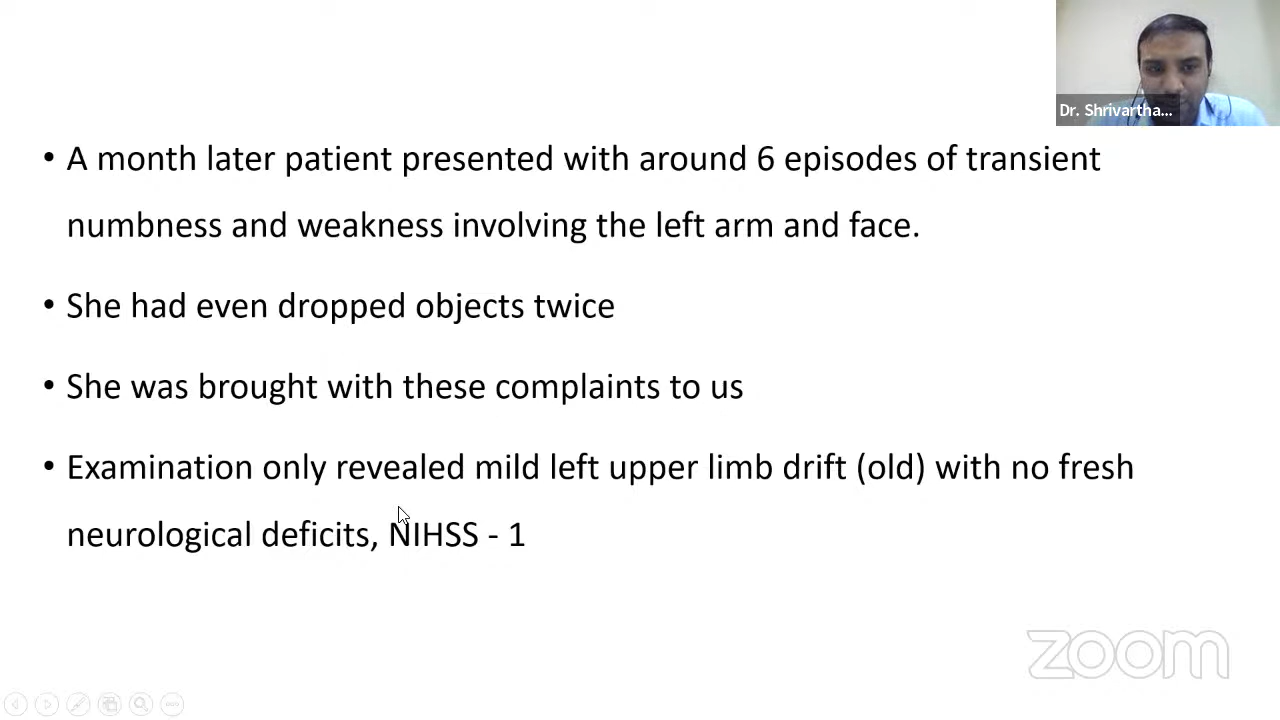 Dr. Shrivartha...
• A month later patient presented with around 6 episodes of transient
numbness and weakness involving the left arm and face.
• She had even dropped objects twice
• She was brought with these complaints to us
• Examination only revealed mild left upper limb drift (old) with no fresh
neurological deficits, NIHSS - 1
zoom